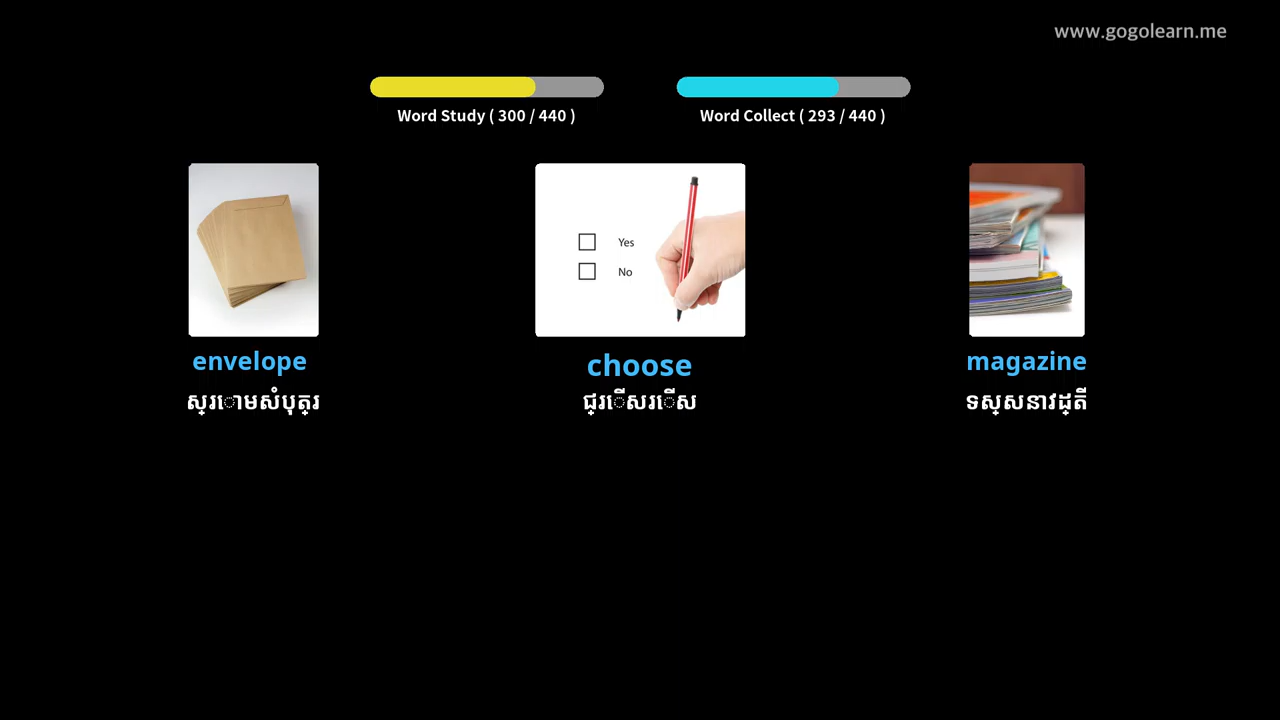 www.gogolearn.me
Word Study ( 300 / 440 )
Word Collect ( 293 / 440 )
Yes
No
envelope
choose
magazine
ស្រោមសំបុត្រ
ជ្រើសរើស
ទស្សនាវដ្តី